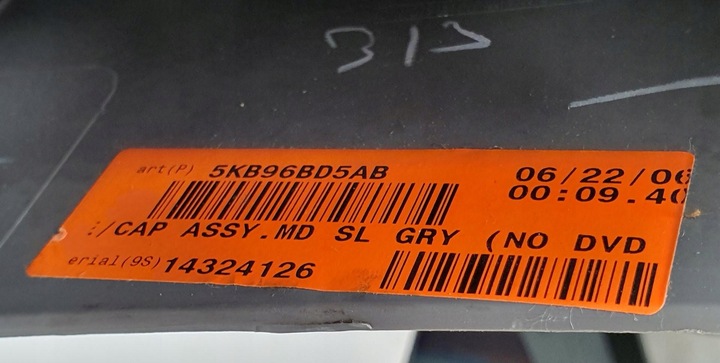 313
art(P) 5KB96BD5AB 06/22/06
00:09.40
:/CAP ASSY.MD SL GRY (NO DVD
erial(9S) 14324126